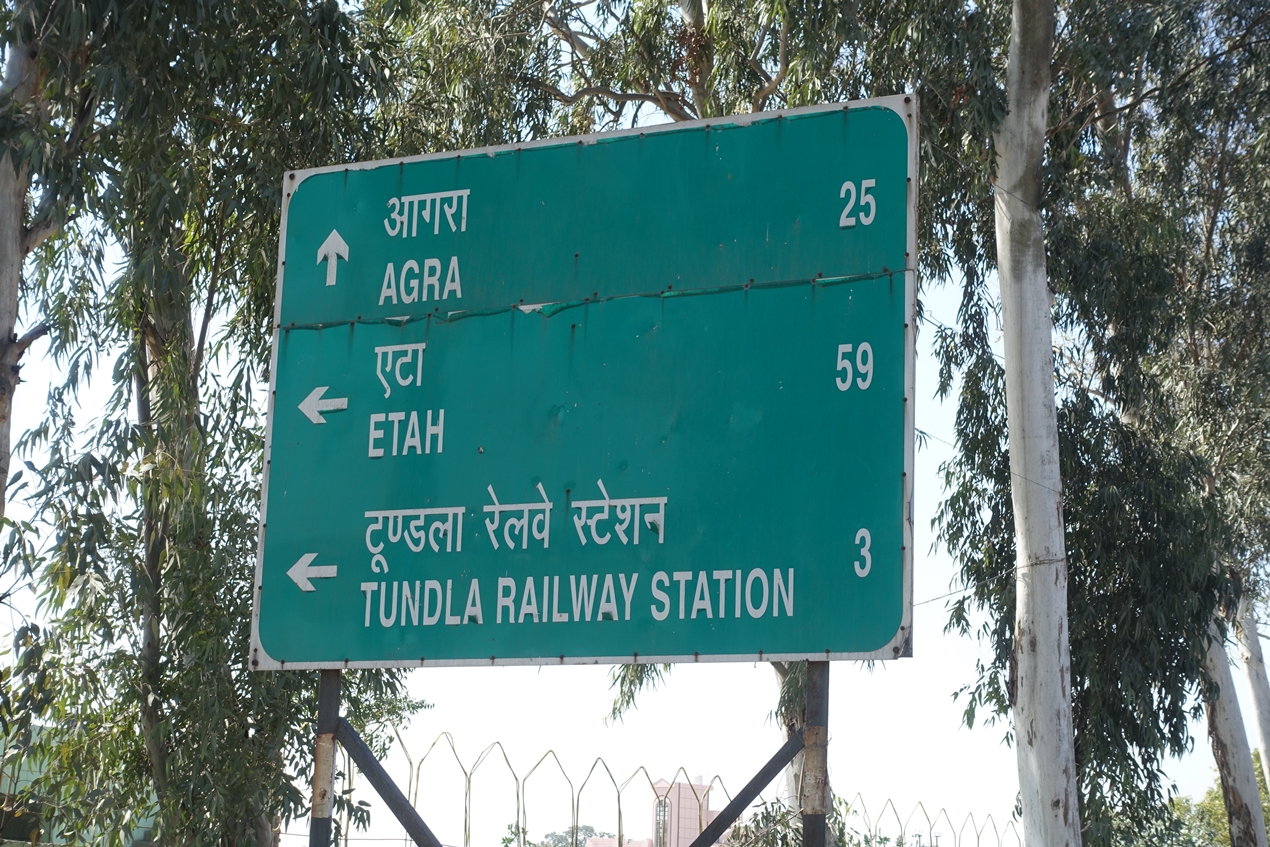 आगरा 25
AGRA
एटा 59
ETAH
टूण्डला रेलवे स्टेशन 3
TUNDLA RAILWAY STATION